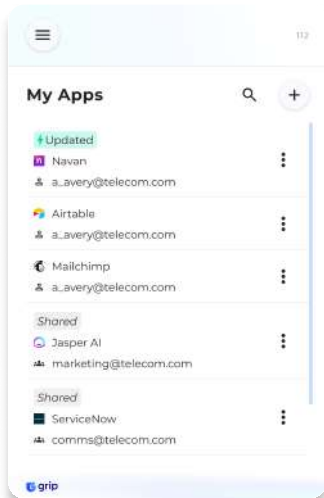 112
My Apps
Updated
Navan
a_avery@telecom.com
Airtable
a_avery@telecom.com
Mailchimp
a_avery@telecom.com
Shared
Jasper AI
marketing@telecom.com
Shared
ServiceNow
comms@telecom.com
grip